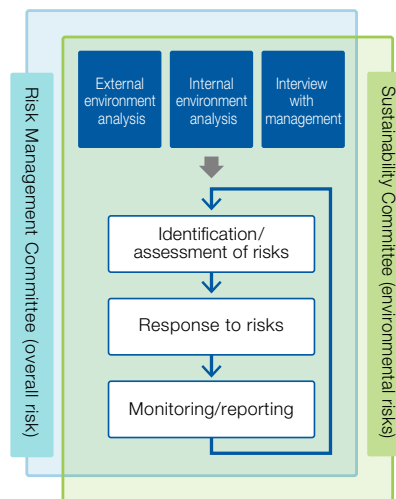 External
environment
analysis
Internal
environment
analysis
Interview
with
management
Risk Management Committee (overall risk)
Sustainability Committee (environmental risks)
Identification/
assessment of risks
Response to risks
Monitoring/reporting